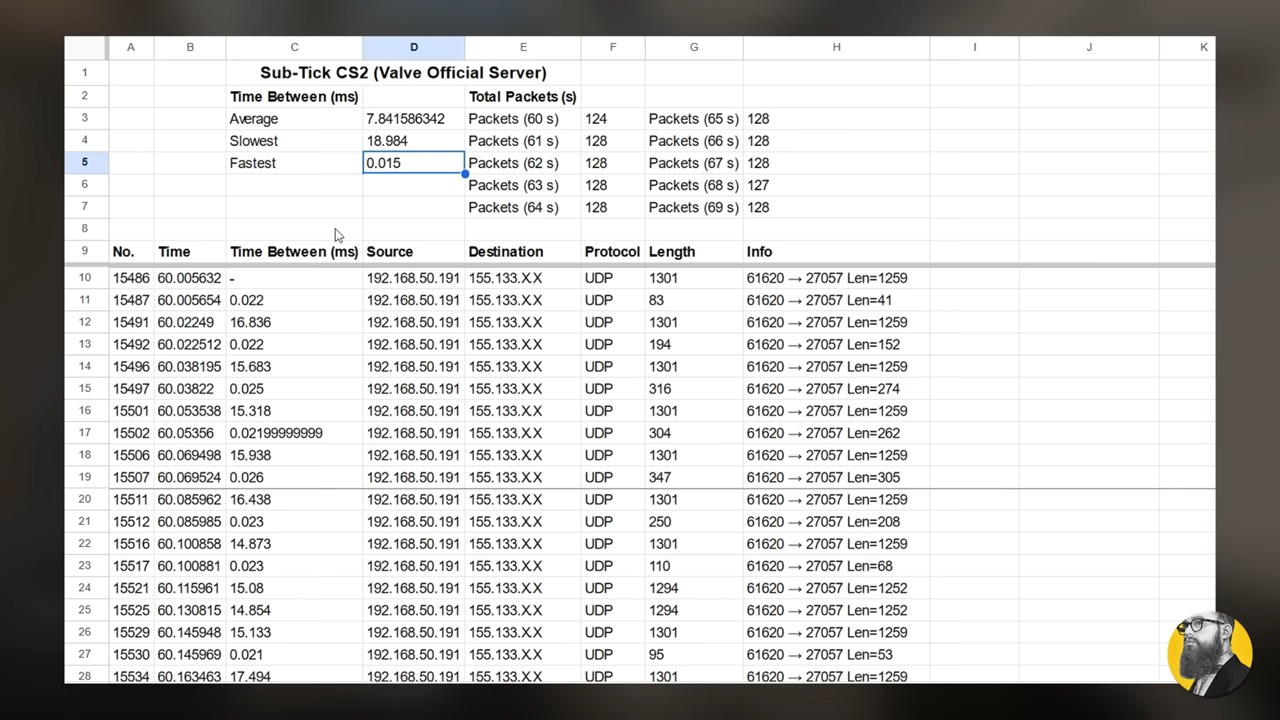 A B C D E F G H I J K
1 Sub-Tick CS2 (Valve Official Server)
2 Time Between (ms) Total Packets (s)
3 Average 7.841586342 Packets (60 s) 124 Packets (65 s) 128
4 Slowest 18.984 Packets (61 s) 128 Packets (66 s) 128
5 Fastest 0.015 Packets (62 s) 128 Packets (67 s) 128
6 Packets (63 s) 128 Packets (68 s) 127
7 Packets (64 s) 128 Packets (69 s) 128
8
9 No. Time Time Between (ms) Source Destination Protocol Length Info
10 15486 60.005632 - 192.168.50.191 155.133.X.X UDP 1301 61620 → 27057 Len=1259
11 15487 60.005654 0.022 192.168.50.191 155.133.X.X UDP 83 61620 → 27057 Len=41
12 15491 60.02249 16.836 192.168.50.191 155.133.X.X UDP 1301 61620 → 27057 Len=1259
13 15492 60.022512 0.022 192.168.50.191 155.133.X.X UDP 194 61620 → 27057 Len=152
14 15496 60.038195 15.683 192.168.50.191 155.133.X.X UDP 1301 61620 → 27057 Len=1259
15 15497 60.03822 0.025 192.168.50.191 155.133.X.X UDP 316 61620 → 27057 Len=274
16 15501 60.053538 15.318 192.168.50.191 155.133.X.X UDP 1301 61620 → 27057 Len=1259
17 15502 60.05356 0.02199999999 192.168.50.191 155.133.X.X UDP 304 61620 → 27057 Len=262
18 15506 60.069498 15.938 192.168.50.191 155.133.X.X UDP 1301 61620 → 27057 Len=1259
19 15507 60.069524 0.026 192.168.50.191 155.133.X.X UDP 347 61620 → 27057 Len=305
20 15511 60.085962 16.438 192.168.50.191 155.133.X.X UDP 1301 61620 → 27057 Len=1259
21 15512 60.085985 0.023 192.168.50.191 155.133.X.X UDP 250 61620 → 27057 Len=208
22 15516 60.100858 14.873 192.168.50.191 155.133.X.X UDP 1301 61620 → 27057 Len=1259
23 15517 60.100881 0.023 192.168.50.191 155.133.X.X UDP 110 61620 → 27057 Len=68
24 15521 60.115961 15.08 192.168.50.191 155.133.X.X UDP 1294 61620 → 27057 Len=1252
25 15525 60.130815 14.854 192.168.50.191 155.133.X.X UDP 1294 61620 → 27057 Len=1252
26 15529 60.145948 15.133 192.168.50.191 155.133.X.X UDP 1301 61620 → 27057 Len=1259
27 15530 60.145969 0.021 192.168.50.191 155.133.X.X UDP 95 61620 → 27057 Len=53
28 15534 60.163463 17.494 192.168.50.191 155.133.X.X UDP 1301 61620 → 27057 Len=1259